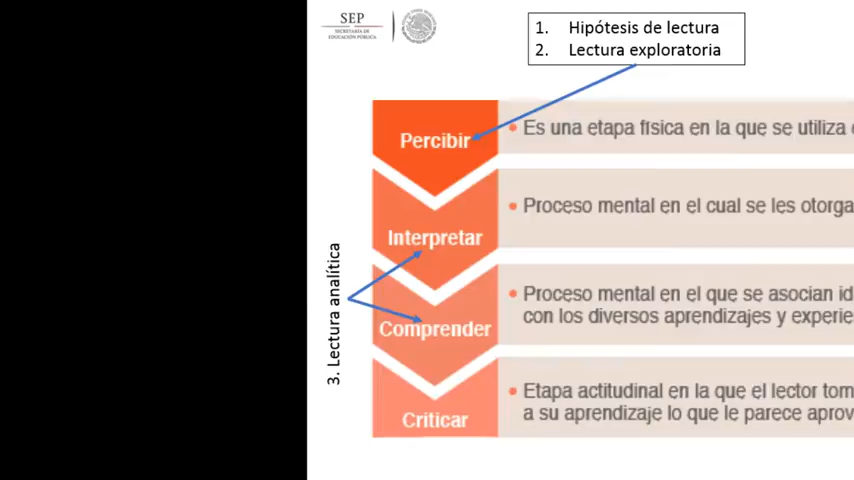 SEP
SECRETARÍA DE
EDUCACIÓN PÚBLICA
1. Hipótesis de lectura
2. Lectura exploratoria
Percibir
• Es una etapa física en la que se utiliza
Interpretar
• Proceso mental en el cual se les otorga
3. Lectura analítica
Comprender
• Proceso mental en el que se asocian id
con los diversos aprendizajes y experie
Criticar
• Etapa actitudinal en la que el lector tom
a su aprendizaje lo que le parece aprov